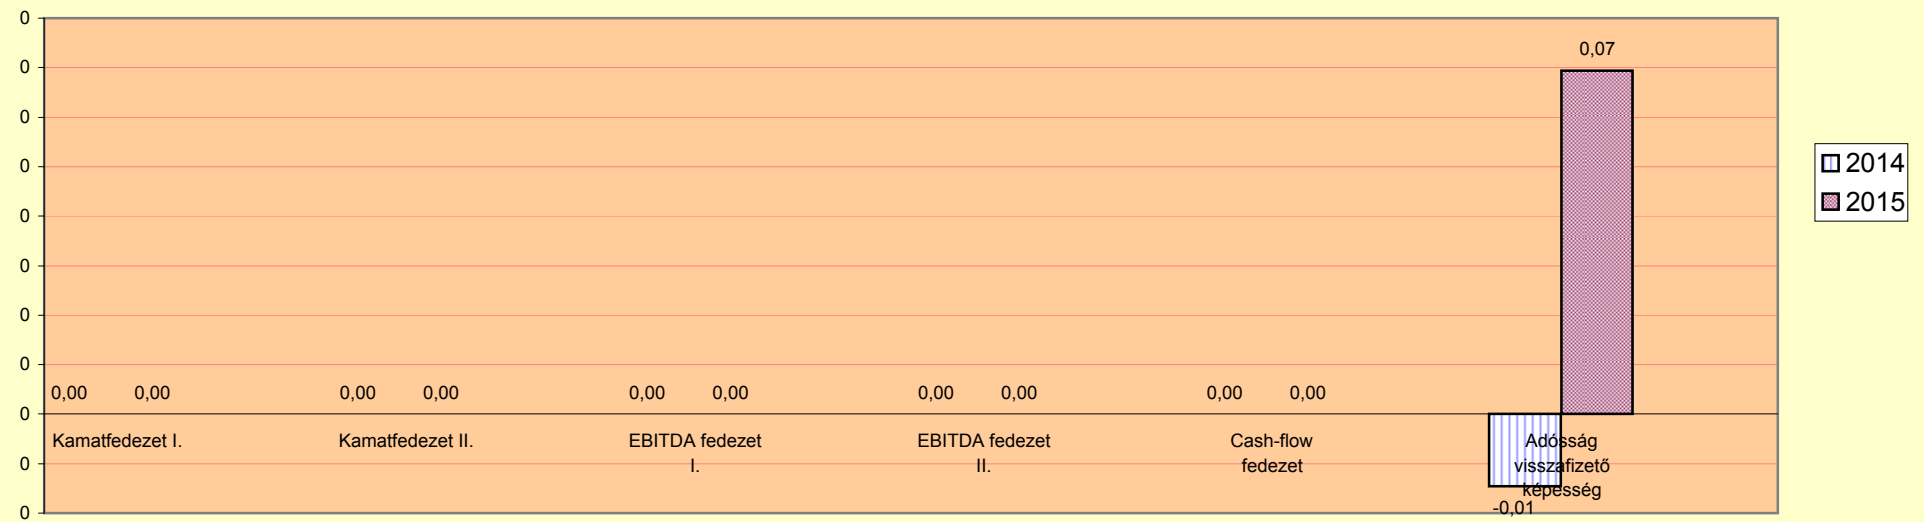 0
0
0
0
0
0
0
0
0
0
0
0,07
0,00 0,00 0,00 0,00 0,00 0,00 0,00 0,00 0,00 0,00
Kamatfedezet I.
Kamatfedezet II.
EBITDA fedezet
I.
EBITDA fedezet
II.
Cash-flow
fedezet
Adósság
visszafizető
képesség
-0,01
2014
2015